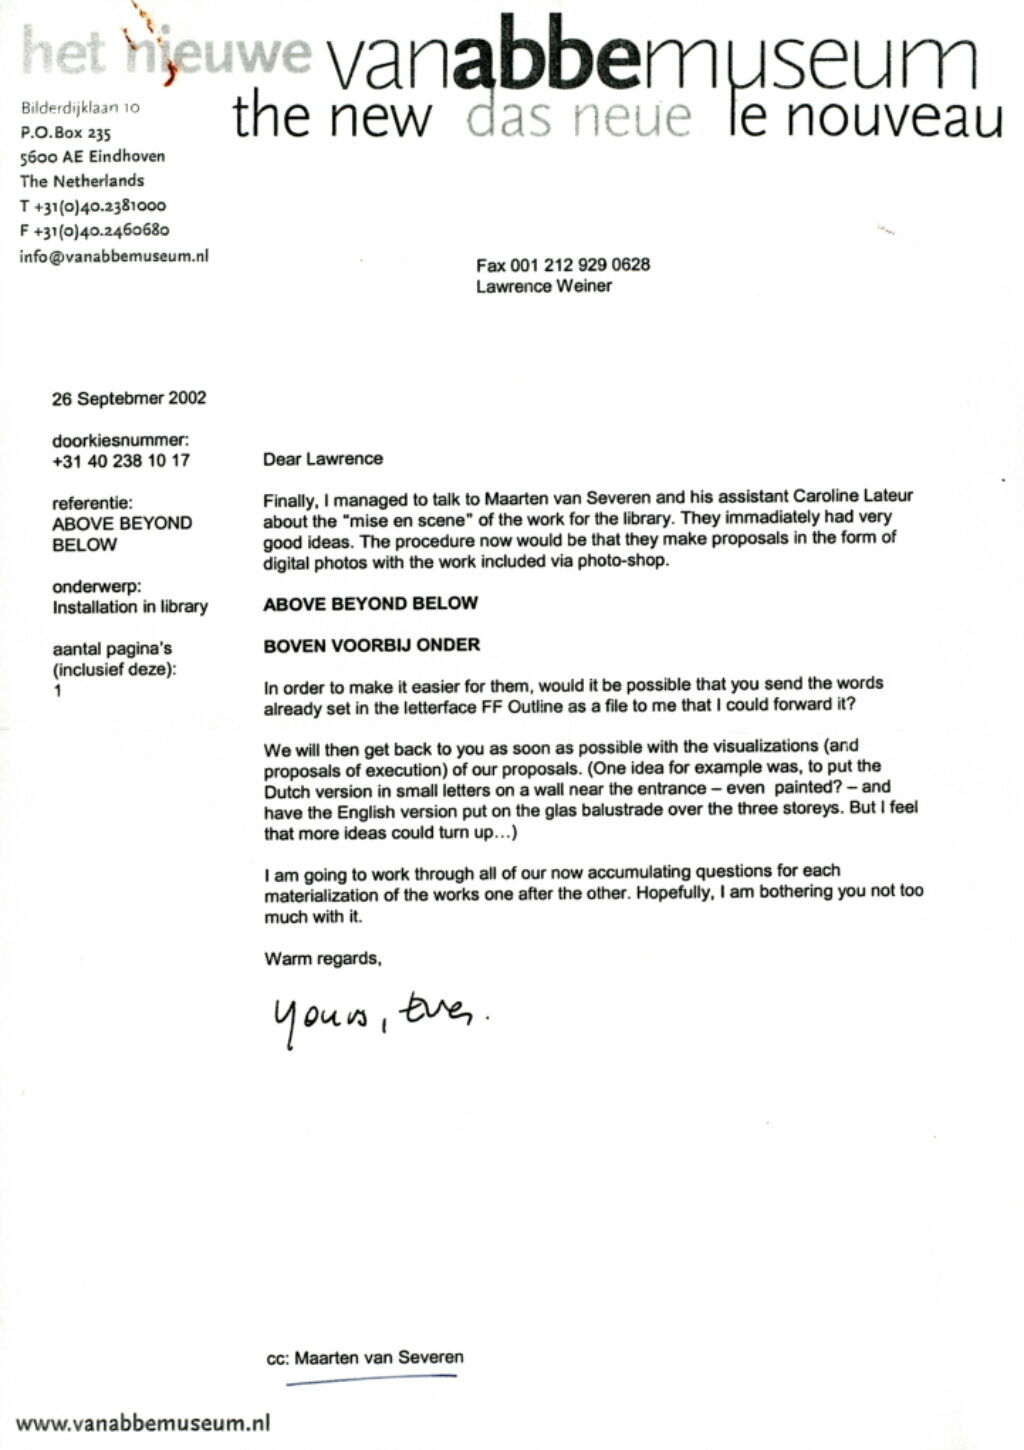 het nieuwe vanabbemuseum
the new das neue le nouveau
Bilderdijklaan 10
P.O.Box 235
5600 AE Eindhoven
The Netherlands
T +31(0)40.2381000
F +31(0)40.2460680
info@vanabbemuseum.nl
Fax 001 212 929 0628
Lawrence Weiner
26 Septebmer 2002
doorkiesnummer:
+31 40 238 10 17
referentie:
ABOVE BEYOND
BELOW
onderwerp:
Installation in library
aantal pagina's
(inclusief deze):
1
Dear Lawrence
Finally, I managed to talk to Maarten van Severen and his assistant Caroline Lateur
about the "mise en scene" of the work for the library. They immadiately had very
good ideas. The procedure now would be that they make proposals in the form of
digital photos with the work included via photo-shop.
ABOVE BEYOND BELOW
BOVEN VOORBIJ ONDER
In order to make it easier for them, would it be possible that you send the words
already set in the letterface FF Outline as a file to me that I could forward it?
We will then get back to you as soon as possible with the visualizations (and
proposals of execution) of our proposals. (One idea for example was, to put the
Dutch version in small letters on a wall near the entrance – even  painted? – and
have the English version put on the glas balustrade over the three storeys. But I feel
that more ideas could turn up...)
I am going to work through all of our now accumulating questions for each
materialization of the works one after the other. Hopefully, I am bothering you not too
much with it.
Warm regards,
Yours,
cc: Maarten van Severen
www.vanabbemuseum.nl